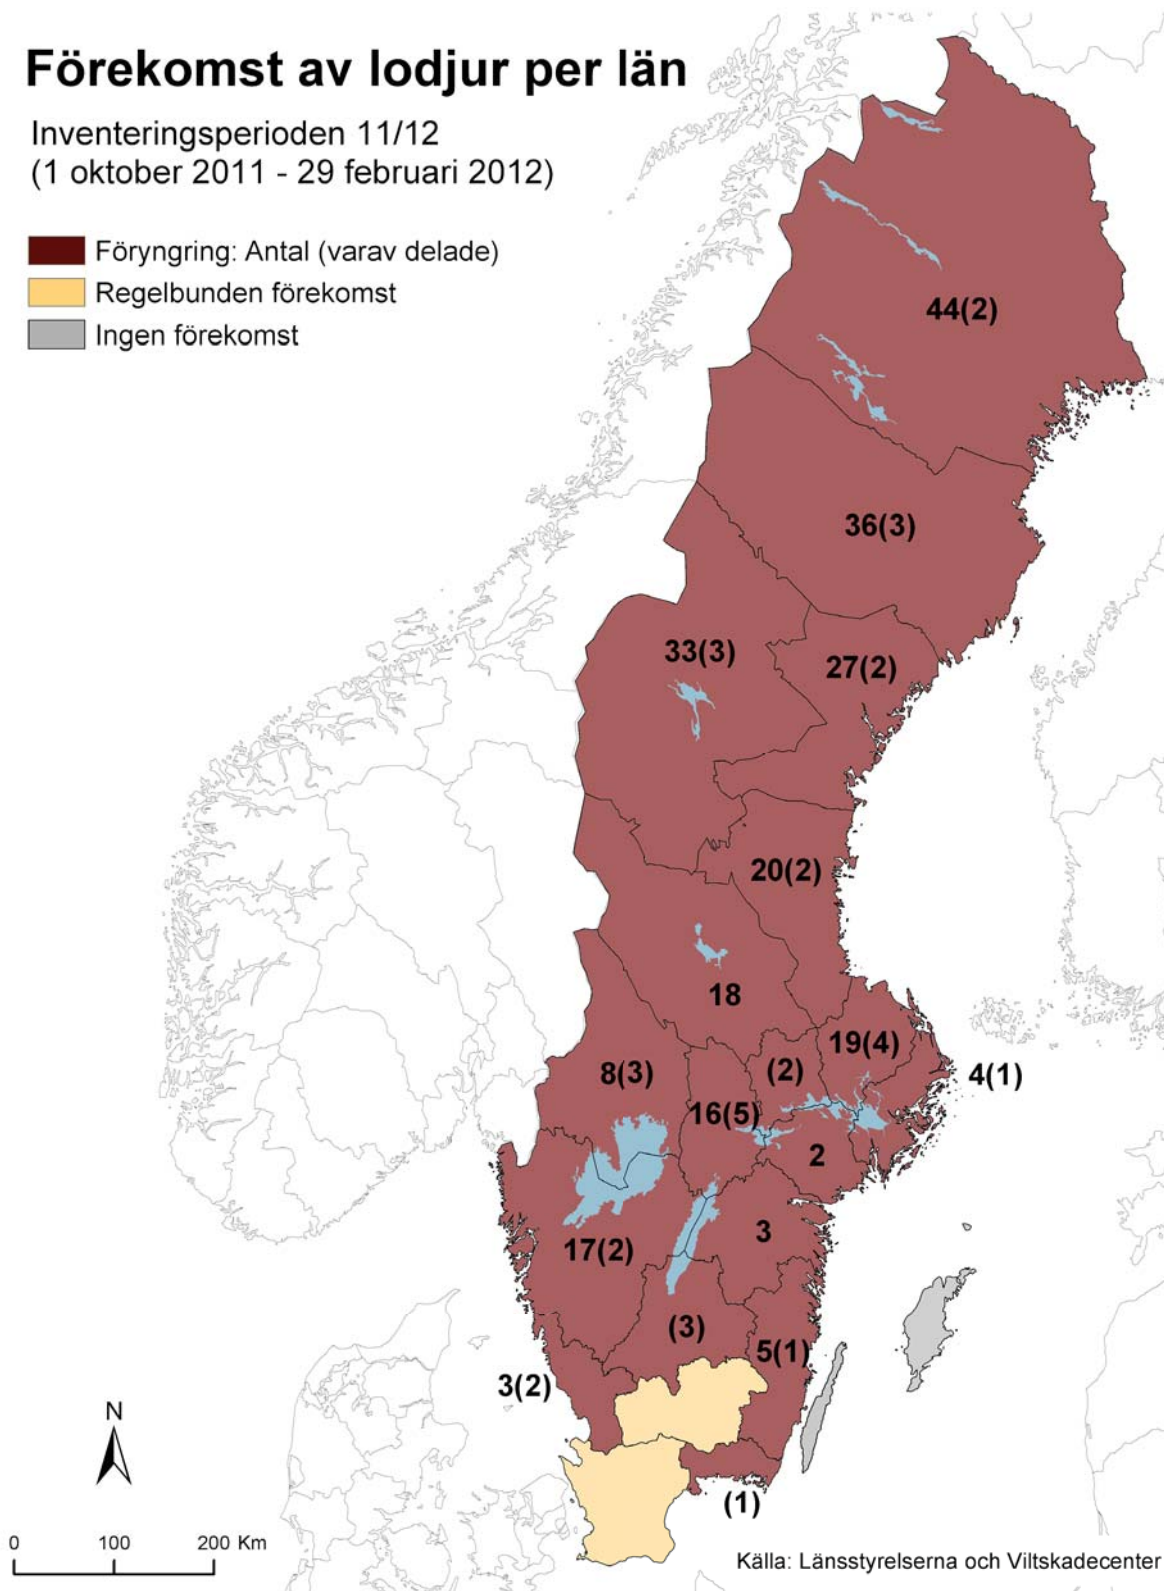 Förekomst av lodjur per län
Inventeringsperioden 11/12
(1 oktober 2011 - 29 februari 2012)
Föryngring: Antal (varav delade)
Regelbunden förekomst
Ingen förekomst
44(2)
36(3)
33(3)
27(2)
20(2)
18
19(4)
8(3)
(2)
4(1)
16(5)
2
17(2)
3
(3)
5(1)
3(2)
(1)
N
0 100 200 Km
Källa: Länsstyrelserna och Viltskadecenter